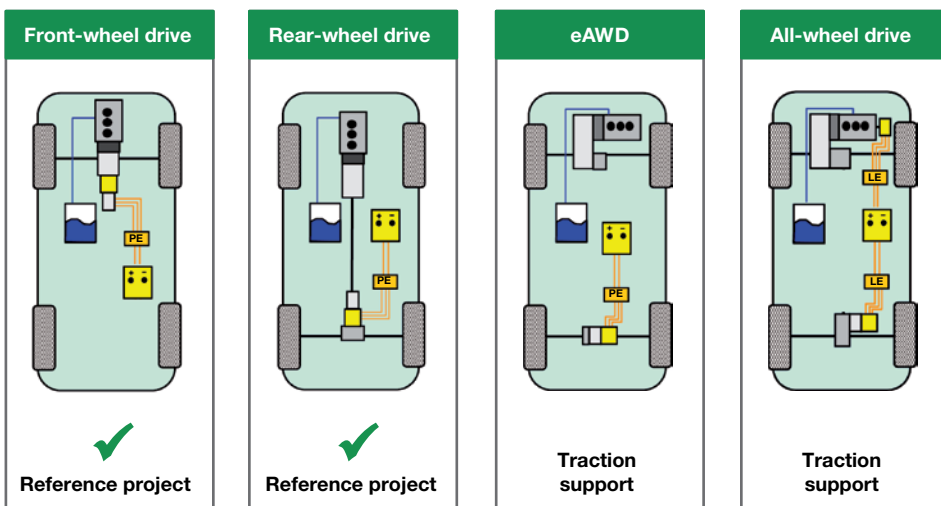 Front-wheel drive
Rear-wheel drive
eAWD
All-wheel drive
PE
+ -
+ -
PE
+ -
PE
LE
+ -
LE
Reference project
Reference project
Traction
support
Traction
support